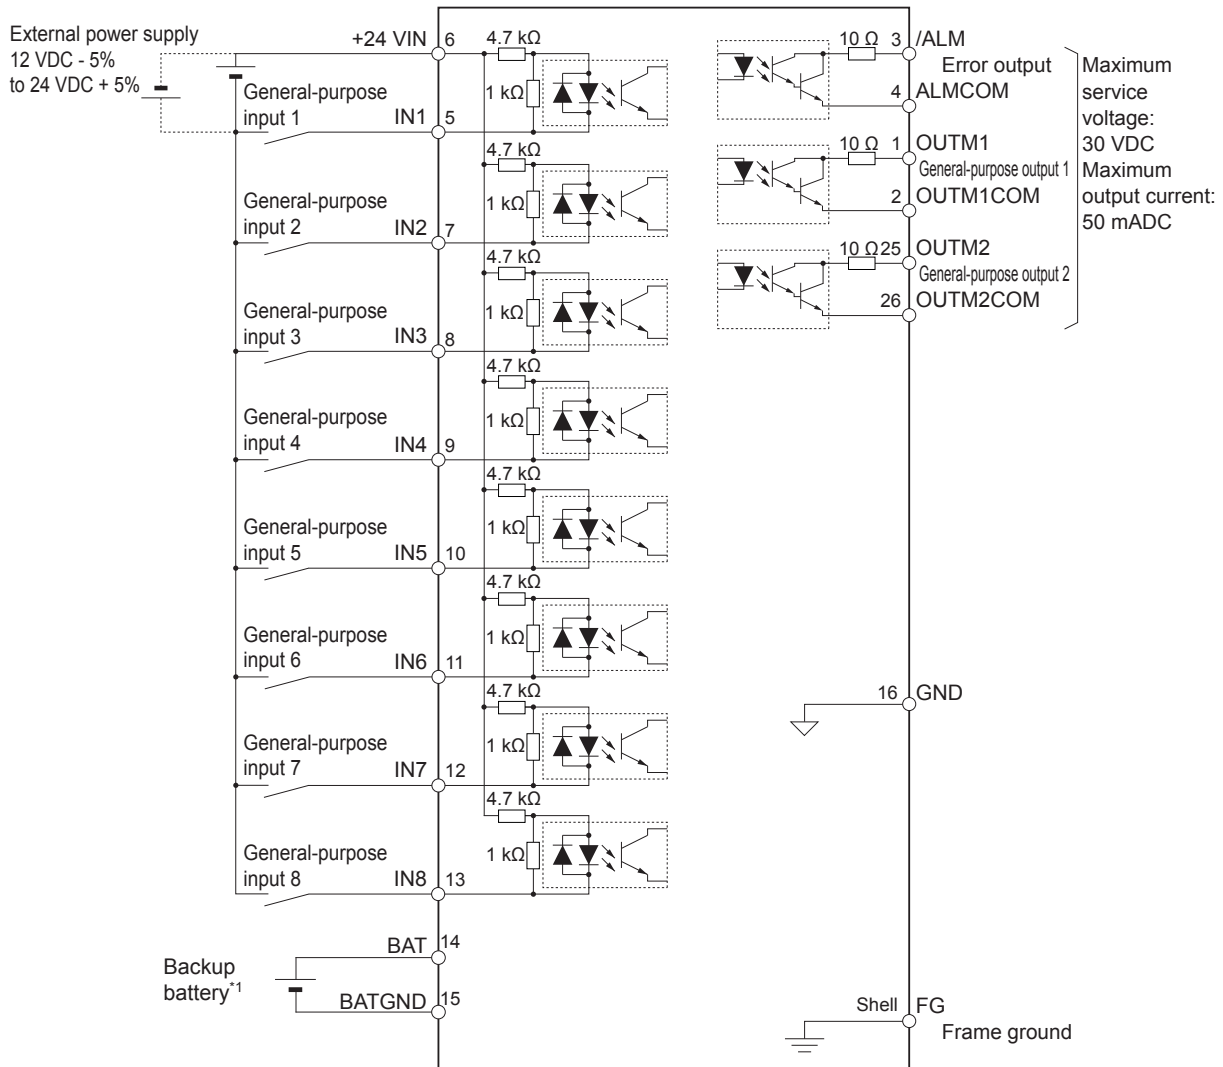 External power supply
12 VDC - 5%
to 24 VDC + 5%
+24 VIN 6
4.7 kΩ
1 kΩ
General-purpose
input 1
IN1 5
4.7 kΩ
1 kΩ
General-purpose
input 2
IN2 7
4.7 kΩ
1 kΩ
General-purpose
input 3
IN3 8
4.7 kΩ
1 kΩ
General-purpose
input 4
IN4 9
4.7 kΩ
1 kΩ
General-purpose
input 5
IN5 10
4.7 kΩ
1 kΩ
General-purpose
input 6
IN6 11
4.7 kΩ
1 kΩ
General-purpose
input 7
IN7 12
4.7 kΩ
1 kΩ
General-purpose
input 8
IN8 13
BAT 14
Backup
battery*1
BATGND 15
10 Ω 3 /ALM
Error output
4 ALMCOM
10 Ω 1 OUTM1
General-purpose output 1
2 OUTM1COM
10 Ω 25 OUTM2
General-purpose output 2
26 OUTM2COM
Maximum
service
voltage:
30 VDC
Maximum
output current:
50 mADC
16 GND
Shell FG
Frame ground